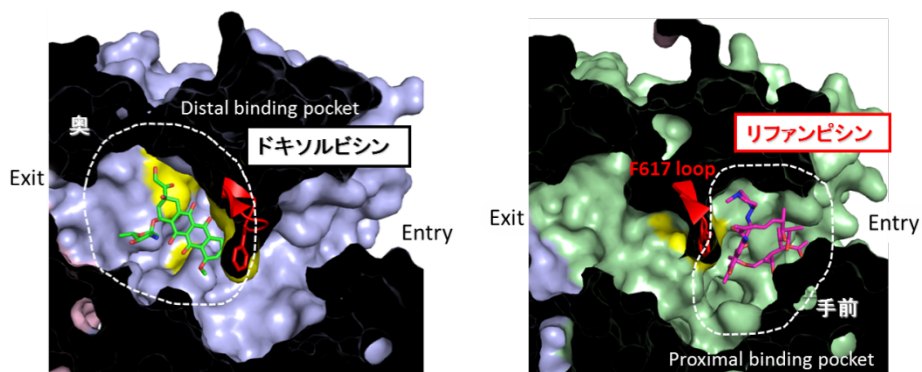 Distal binding pocket
奥
ドキソルビシン
Exit
Entry
リファンピシン
F617 loop
Exit
Entry
手前
Proximal binding pocket